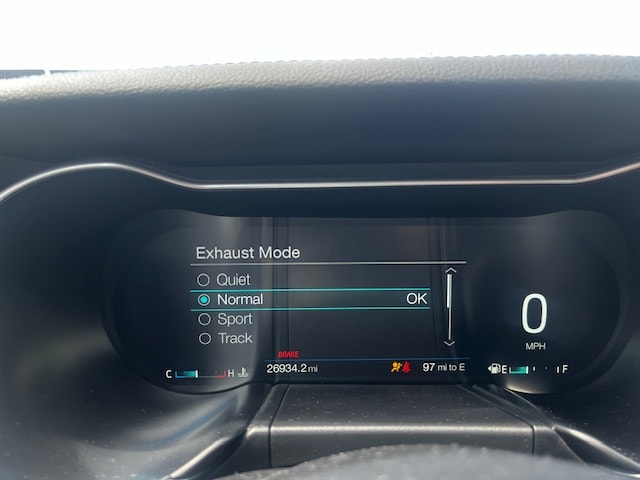 Exhaust Mode
Quiet
Normal OK
Sport
Track
0
MPH
BRAKE
C H 26934.2 mi 97 mi to E E F